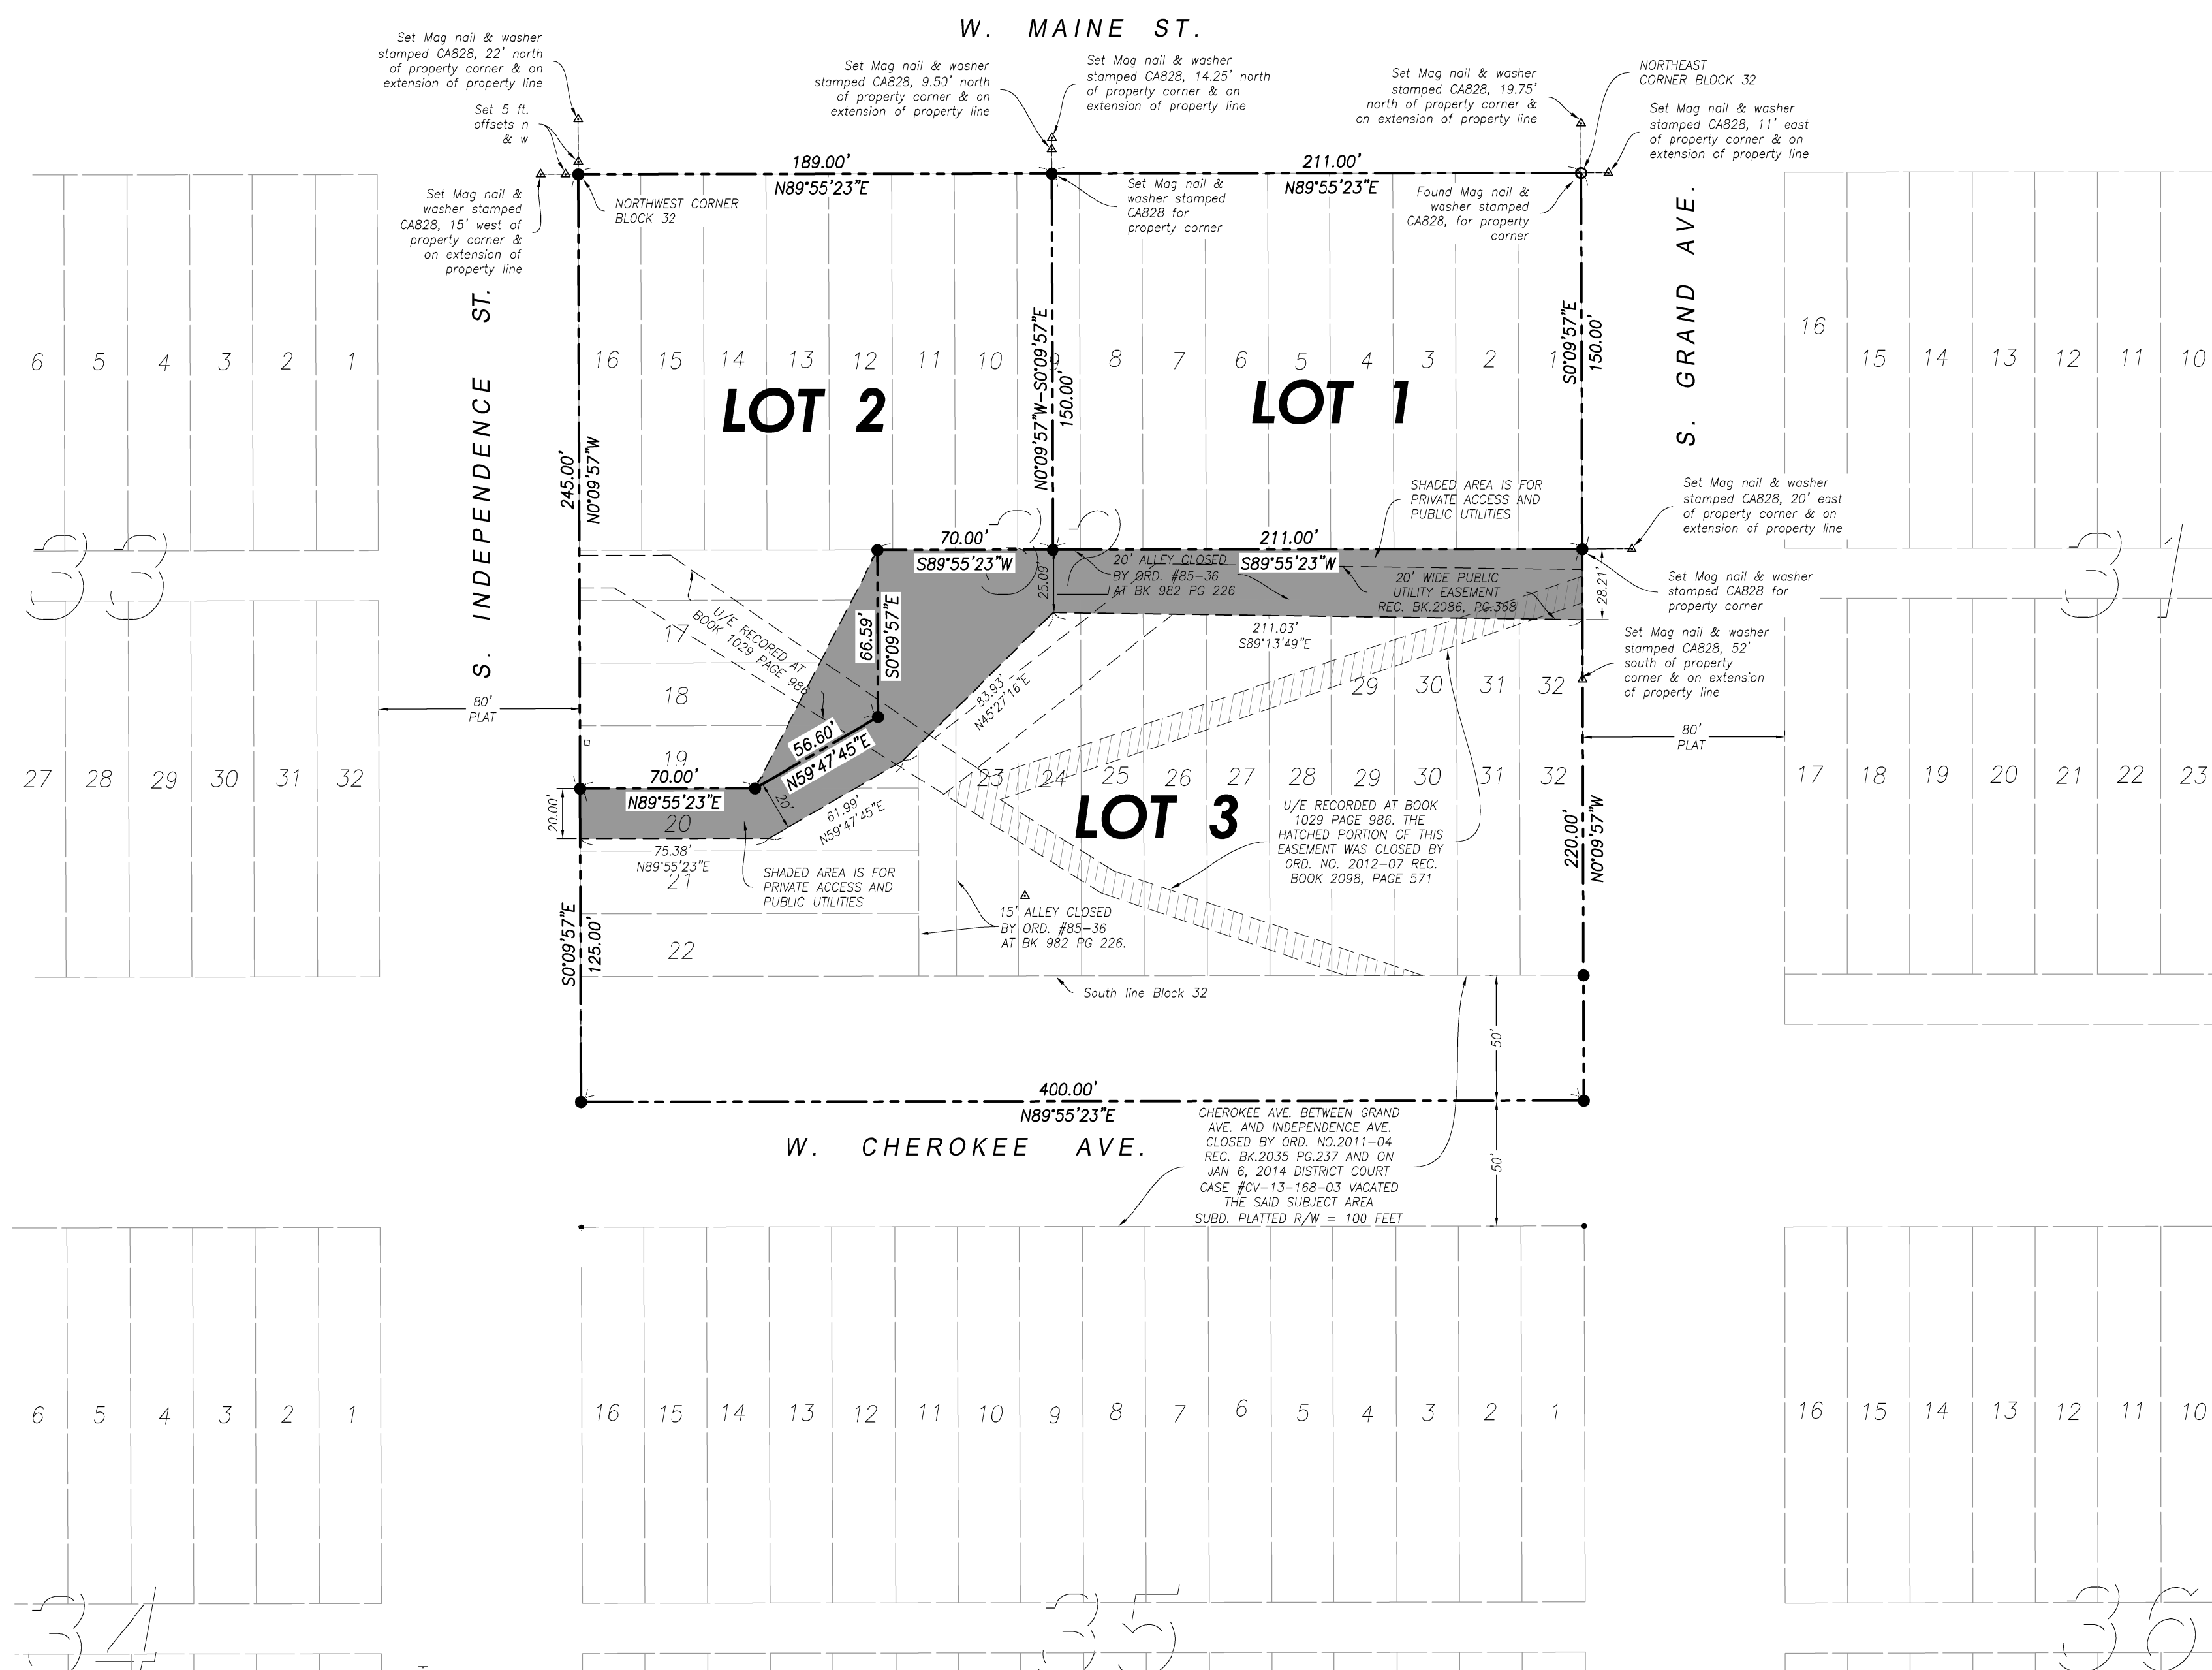 W. MAINE ST.
Set Mag nail & washer
stamped CA828, 22' north
of property corner & on
extension of property line
Set 5 ft.
offsets n
& w
Set Mag nail & washer
stamped CA828, 9.50' north
of property corner & on
extension of property line
Set Mag nail & washer
stamped CA828, 14.25' north
of property corner & on
extension of property line
Set Mag nail & washer
stamped CA828, 19.75'
north of property corner &
on extension of property line
NORTHEAST
CORNER BLOCK 32
Set Mag nail & washer
stamped CA828, 11' east
of property corner & on
extension of property line
189.00'
N89°55'23"E
211.00'
N89°55'23"E
Set Mag nail &
washer stamped
CA828, 15' west of
property corner &
on extension of
property line
NORTHWEST CORNER
BLOCK 32
Set Mag nail &
washer stamped
CA828 for
property corner
Found Mag nail &
washer stamped
CA828, for property
corner
S. INDEPENDENCE ST.
S. GRAND AVE.
6 5 4 3 2 1
16 15 14 13 12 11 10 9 8 7 6 5 4 3 2 1
16
15 14 13 12 11 10
LOT 2
LOT 1
245.00'
N0°09'57"W
N0°09'57"W-S0°09'57"E
150.00'
S0°09'57"E
150.00'
SHADED AREA IS FOR
PRIVATE ACCESS AND
PUBLIC UTILITIES
Set Mag nail & washer
stamped CA828, 20' east
of property corner & on
extension of property line
33
32
31
70.00'
S89°55'23"W
211.00'
S89°55'23"W
20' ALLEY CLOSED
BY ORD. #85-36
AT BK 982 PG 226
25.09'
20' WIDE PUBLIC
UTILITY EASEMENT
REC. BK.2086, PG.368
28.21'
Set Mag nail & washer
stamped CA828 for
property corner
211.03'
S89°13'49"E
Set Mag nail & washer
stamped CA828, 52'
south of property
corner & on extension
of property line
U/E RECORED AT
BOOK 1029 PAGE 986
66.59'
S0°09'57"E
83.93'
N45°27'16"E
17
18
19
29 30 31 32
80'
PLAT
80'
PLAT
56.60'
N59°47'45"E
27 28 29 30 31 32
70.00'
N89°55'23"E
23 24 25 26 27 28 29 30 31 32
17 18 19 20 21 22 23
20.00'
20
20'
61.99'
N59°47'45"E
LOT 3
U/E RECORDED AT BOOK
1029 PAGE 986. THE
HATCHED PORTION OF THIS
EASEMENT WAS CLOSED BY
ORD. NO. 2012-07 REC.
BOOK 2098, PAGE 571
220.00'
N0°09'57"W
75.38'
N89°55'23"E
21
SHADED AREA IS FOR
PRIVATE ACCESS AND
PUBLIC UTILITIES
15' ALLEY CLOSED
BY ORD. #85-36
AT BK 982 PG 226.
S0°09'57"E
125.00'
22
South line Block 32
50'
400.00'
N89°55'23"E
W. CHEROKEE AVE.
CHEROKEE AVE. BETWEEN GRAND
AVE. AND INDEPENDENCE AVE.
CLOSED BY ORD. NO.2011-04
REC. BK.2035 PG.237 AND ON
JAN 6, 2014 DISTRICT COURT
CASE #CV-13-168-03 VACATED
THE SAID SUBJECT AREA
SUBD. PLATTED R/W = 100 FEET
50'
6 5 4 3 2 1
16 15 14 13 12 11 10 9 8 7 6 5 4 3 2 1
16 15 14 13 12 11 10
34
35
36